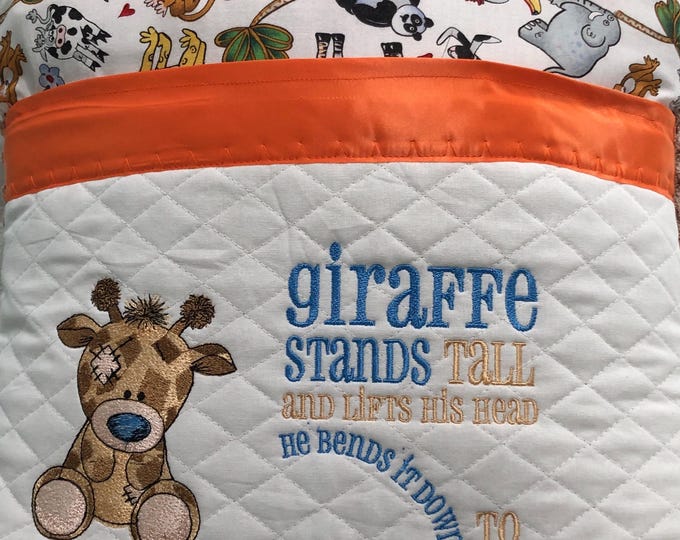 giraFFe
STANDS TALL
AND LiFTS HiS HEAD
HE BENDS iT DOWN
TO